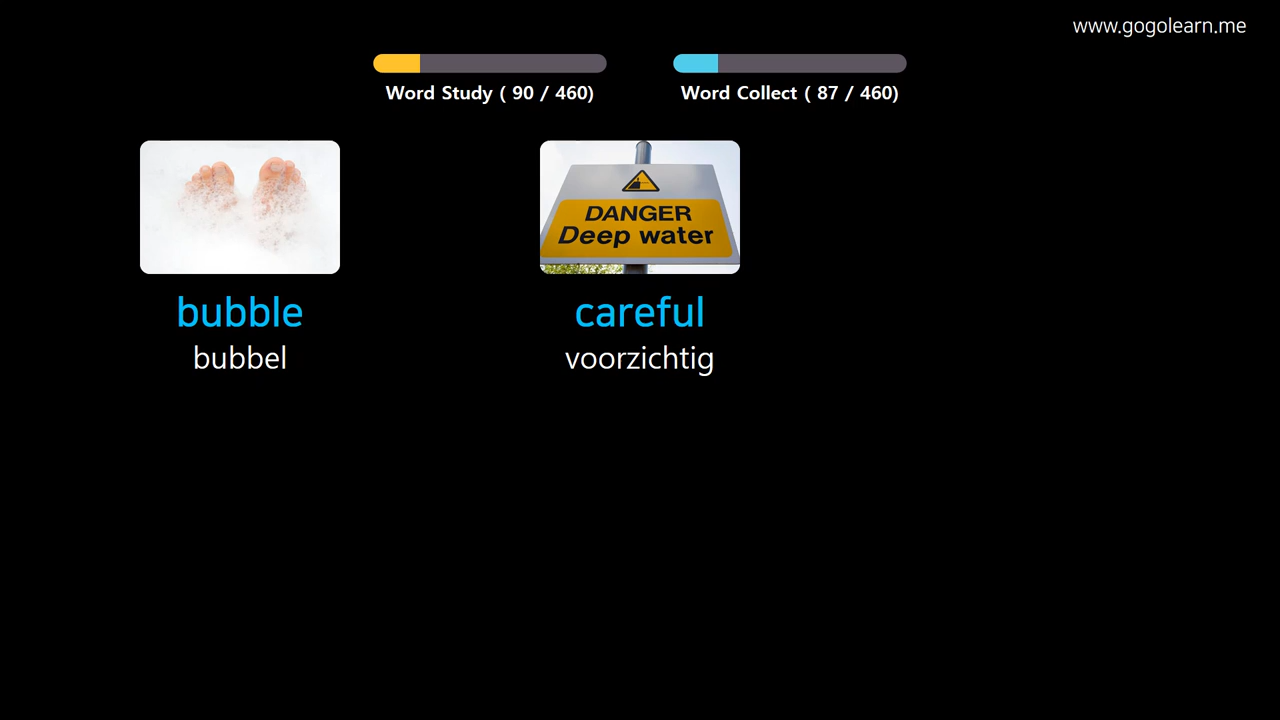 www.gogolearn.me
Word Study ( 90 / 460)
Word Collect ( 87 / 460)
DANGER
Deep water
bubble
bubbel
careful
voorzichtig